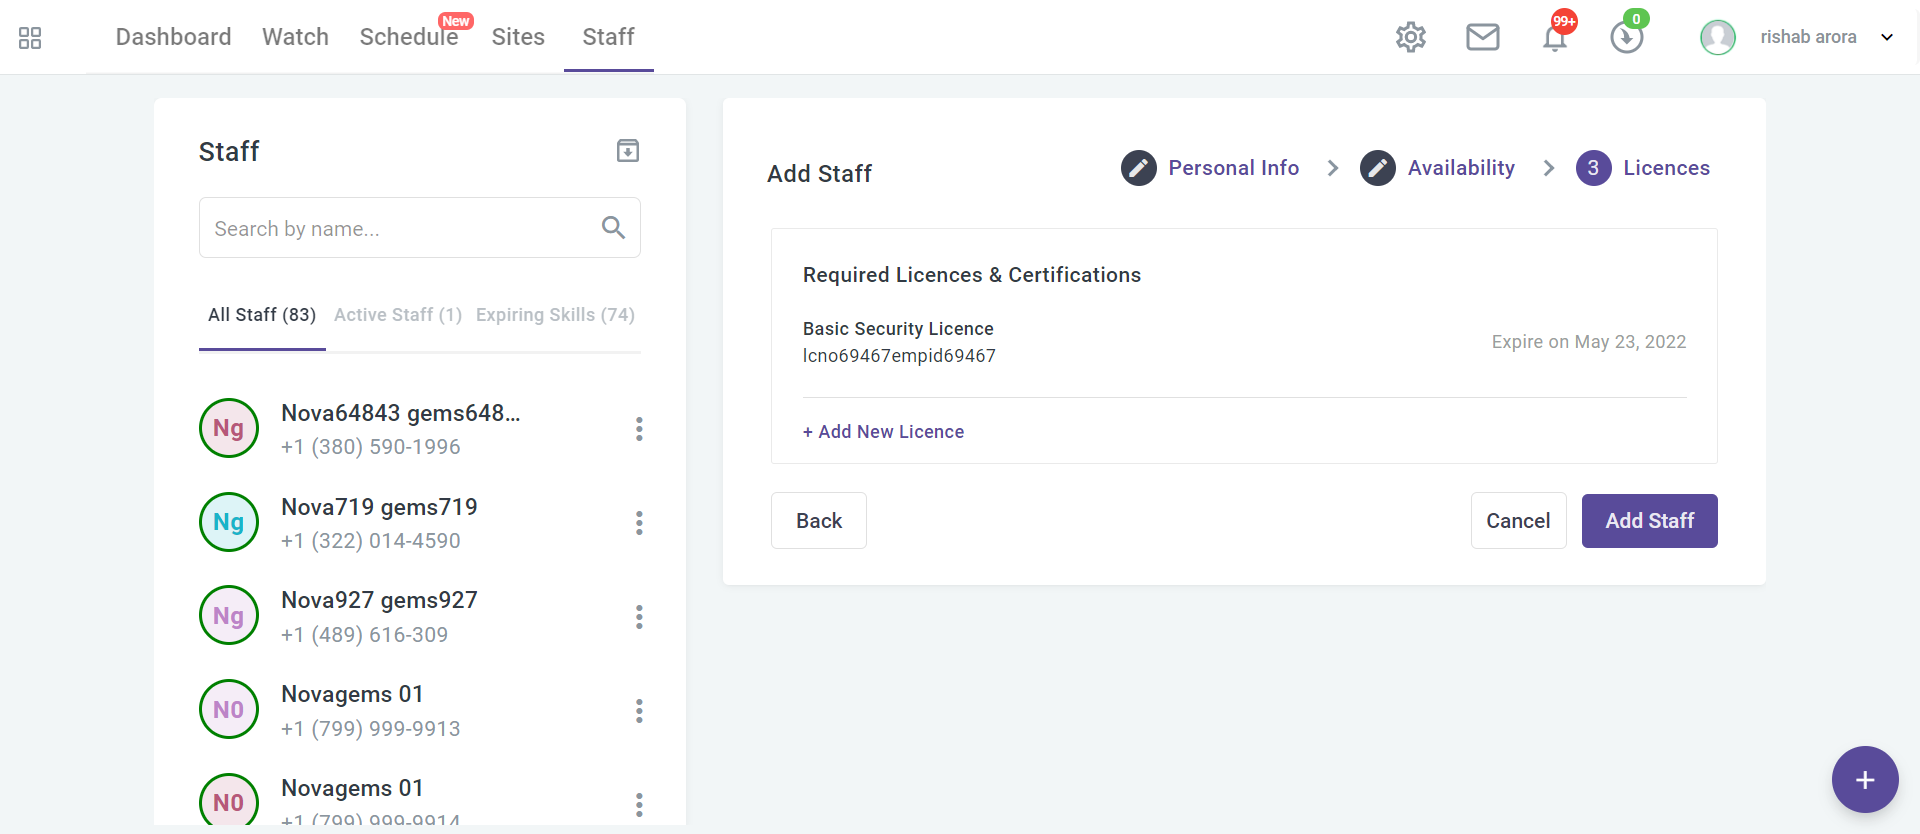 Dashboard Watch Schedule New Sites Staff 99+ 0 rishab arora
Staff
Search by name...
All Staff (83) Active Staff (1) Expiring Skills (74)
Ng Nova64843 gems648...
+1 (380) 590-1996
Ng Nova719 gems719
+1 (322) 014-4590
Ng Nova927 gems927
+1 (489) 616-309
N0 Novagems 01
+1 (799) 999-9913
N0 Novagems 01
+1 (799) 999-9914
Add Staff Personal Info Availability 3 Licences
Required Licences & Certifications
Basic Security Licence
lcno69467empid69467
Expire on May 23, 2022
+ Add New Licence
Back Cancel Add Staff